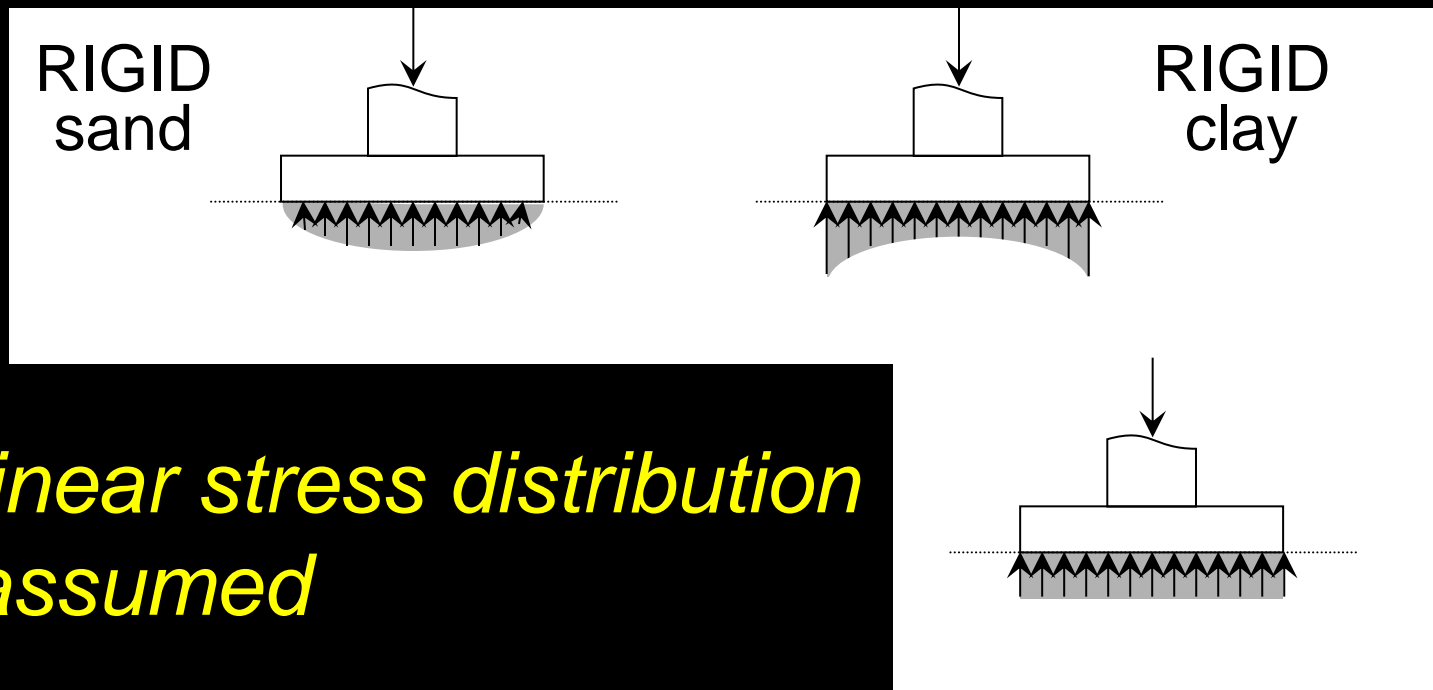 RIGID
sand
RIGID
clay
inear stress distribution
assumed